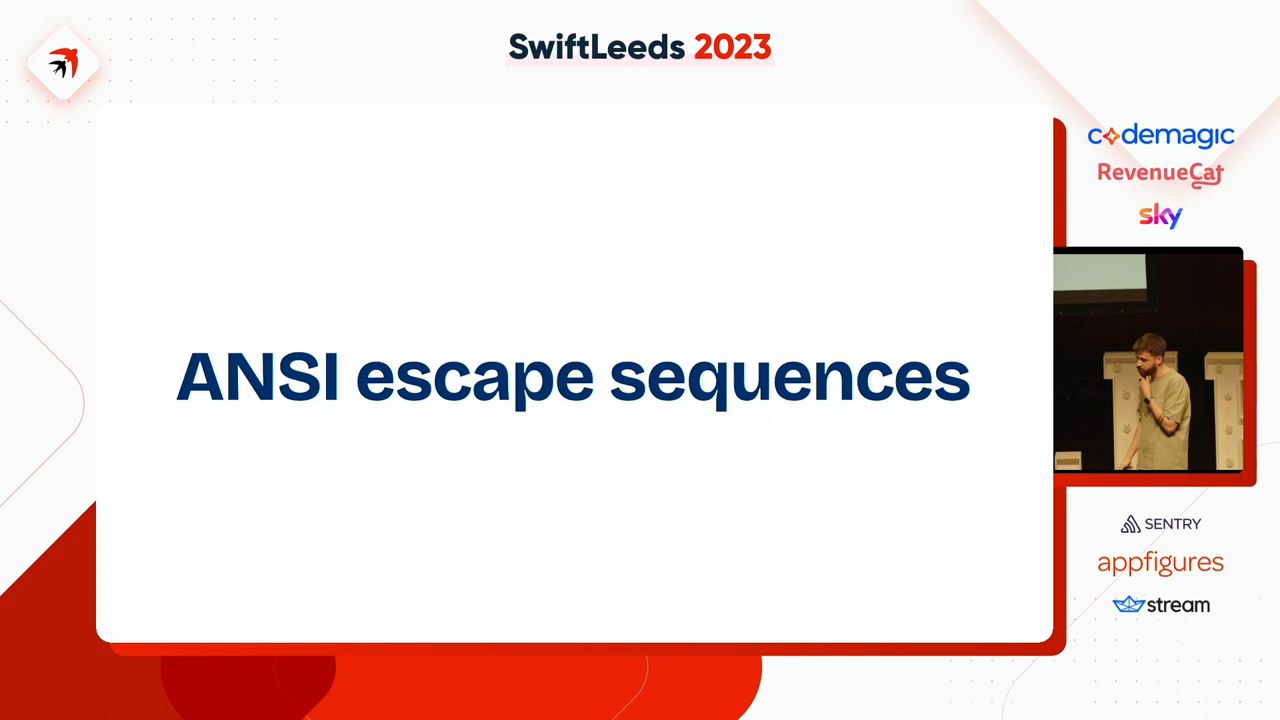 SwiftLeeds 2023
codemagic
RevenueCat
sky
ANSI escape sequences
SENTRY
appfigures
stream